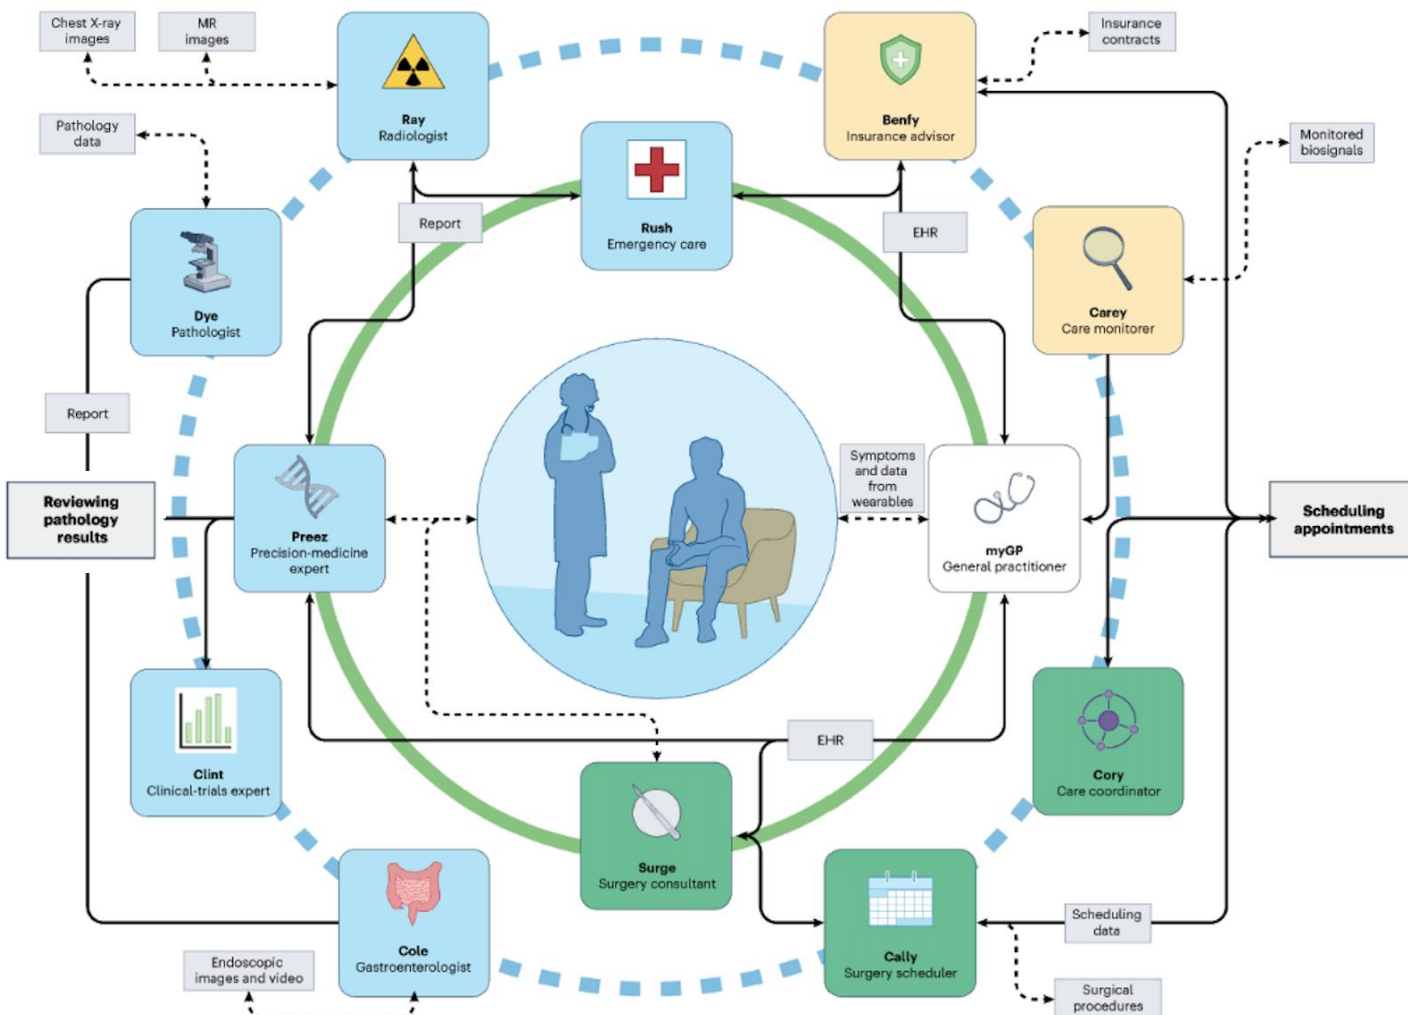 Chest X-ray
images
MR
images
Ray
Radiologist
Benfy
Insurance advisor
Insurance
contracts
Pathology
data
Monitored
biosignals
Rush
Emergency care
Report
EHR
Dye
Pathologist
Carey
Care monitorer
Report
Symptoms
and data
from
wearables
Reviewing
pathology
results
Preez
Precision-medicine
expert
myGP
General practitioner
Scheduling
appointments
EHR
Clint
Clinical-trials expert
Cory
Care coordinator
Surge
Surgery consultant
Scheduling
data
Cole
Gastroenterologist
Cally
Surgery scheduler
Endoscopic
images and video
Surgical
procedures